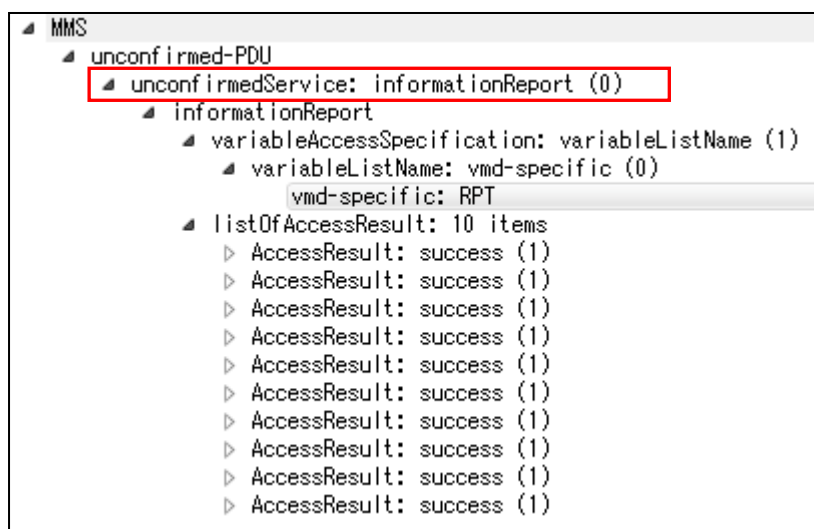 MMS
unconfirmed-PDU
unconfirmedService: informationReport (0)
informationReport
variableAccessSpecification: variableListName (1)
variableListName: vmd-specific (0)
vmd-specific: RPT
listOfAccessResult: 10 items
AccessResult: success (1)
AccessResult: success (1)
AccessResult: success (1)
AccessResult: success (1)
AccessResult: success (1)
AccessResult: success (1)
AccessResult: success (1)
AccessResult: success (1)
AccessResult: success (1)
AccessResult: success (1)